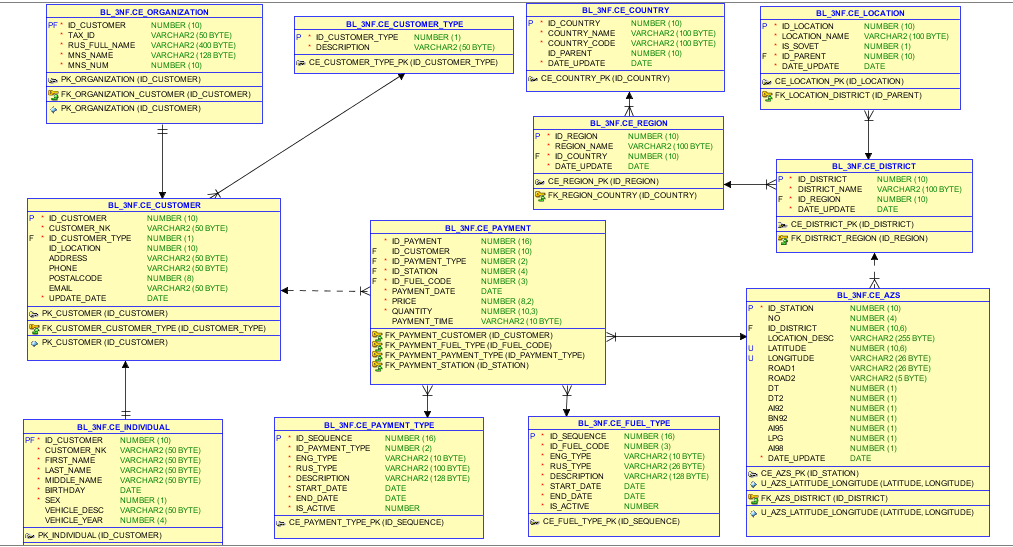 BL_3NF.CE_ORGANIZATION
PF * ID_CUSTOMER NUMBER (10)
* TAX_ID VARCHAR2 (50 BYTE)
* RUS_FULL_NAME VARCHAR2 (400 BYTE)
* MNS_NAME VARCHAR2 (128 BYTE)
* MNS_NUM NUMBER (10)
PK_ORGANIZATION (ID_CUSTOMER)
FK_ORGANIZATION_CUSTOMER (ID_CUSTOMER)
PK_ORGANIZATION (ID_CUSTOMER)
BL_3NF.CE_CUSTOMER_TYPE
P * ID_CUSTOMER_TYPE NUMBER (1)
* DESCRIPTION VARCHAR2 (50 BYTE)
CE_CUSTOMER_TYPE_PK (ID_CUSTOMER_TYPE)
BL_3NF.CE_COUNTRY
P * ID_COUNTRY NUMBER (10)
* COUNTRY_NAME VARCHAR2 (100 BYTE)
* COUNTRY_CODE VARCHAR2 (100 BYTE)
ID_PARENT NUMBER (10)
* DATE_UPDATE DATE
CE_COUNTRY_PK (ID_COUNTRY)
BL_3NF.CE_LOCATION
P * ID_LOCATION NUMBER (10)
* LOCATION_NAME VARCHAR2 (100 BYTE)
* IS_SOVET NUMBER (1)
F * ID_PARENT NUMBER (10)
* DATE_UPDATE DATE
CE_LOCATION_PK (ID_LOCATION)
FK_LOCATION_DISTRICT (ID_PARENT)
BL_3NF.CE_REGION
P * ID_REGION NUMBER (10)
* REGION_NAME VARCHAR2 (100 BYTE)
F * ID_COUNTRY NUMBER (10)
* DATE_UPDATE DATE
CE_REGION_PK (ID_REGION)
FK_REGION_COUNTRY (ID_COUNTRY)
BL_3NF.CE_DISTRICT
P * ID_DISTRICT NUMBER (10)
* DISTRICT_NAME VARCHAR2 (100 BYTE)
F * ID_REGION NUMBER (10)
* DATE_UPDATE DATE
CE_DISTRICT_PK (ID_DISTRICT)
FK_DISTRICT_REGION (ID_REGION)
BL_3NF.CE_CUSTOMER
P * ID_CUSTOMER NUMBER (10)
* CUSTOMER_NK VARCHAR2 (50 BYTE)
F * ID_CUSTOMER_TYPE NUMBER (1)
ID_LOCATION NUMBER (10)
ADDRESS VARCHAR2 (50 BYTE)
PHONE VARCHAR2 (50 BYTE)
POSTALCODE NUMBER (8)
EMAIL VARCHAR2 (50 BYTE)
* UPDATE_DATE DATE
PK_CUSTOMER (ID_CUSTOMER)
FK_CUSTOMER_CUSTOMER_TYPE (ID_CUSTOMER_TYPE)
PK_CUSTOMER (ID_CUSTOMER)
BL_3NF.CE_PAYMENT
* ID_PAYMENT NUMBER (16)
F * ID_CUSTOMER NUMBER (10)
F * ID_PAYMENT_TYPE NUMBER (2)
F * ID_STATION NUMBER (4)
F * ID_FUEL_CODE NUMBER (3)
* PAYMENT_DATE DATE
* PRICE NUMBER (8,2)
* QUANTITY NUMBER (10,3)
PAYMENT_TIME VARCHAR2 (10 BYTE)
FK_PAYMENT_CUSTOMER (ID_CUSTOMER)
FK_PAYMENT_FUEL_TYPE (ID_FUEL_CODE)
FK_PAYMENT_PAYMENT_TYPE (ID_PAYMENT_TYPE)
FK_PAYMENT_STATION (ID_STATION)
BL_3NF.CE_AZS
P * ID_STATION NUMBER (10)
NO NUMBER (4)
F ID_DISTRICT NUMBER (10,6)
LOCATION_DESC VARCHAR2 (255 BYTE)
U LATITUDE NUMBER (10,6)
U LONGITUDE VARCHAR2 (26 BYTE)
ROAD1 VARCHAR2 (26 BYTE)
ROAD2 VARCHAR2 (5 BYTE)
DT NUMBER (1)
DT2 NUMBER (1)
AI92 NUMBER (1)
BN92 NUMBER (1)
AI95 NUMBER (1)
LPG NUMBER (1)
AI98 NUMBER (1)
* DATE_UPDATE DATE
CE_AZS_PK (ID_STATION)
U_AZS_LATITUDE_LONGITUDE (LATITUDE, LONGITUDE)
FK_AZS_DISTRICT (ID_DISTRICT)
U_AZS_LATITUDE_LONGITUDE (LATITUDE, LONGITUDE)
BL_3NF.CE_INDIVIDUAL
PF * ID_CUSTOMER NUMBER (10)
* CUSTOMER_NK VARCHAR2 (50 BYTE)
* FIRST_NAME VARCHAR2 (50 BYTE)
* LAST_NAME VARCHAR2 (50 BYTE)
* MIDDLE_NAME VARCHAR2 (50 BYTE)
* BIRTHDAY DATE
* SEX NUMBER (1)
VEHICLE_DESC VARCHAR2 (50 BYTE)
VEHICLE_YEAR NUMBER (4)
PK_INDIVIDUAL (ID_CUSTOMER)
BL_3NF.CE_PAYMENT_TYPE
P * ID_SEQUENCE NUMBER (16)
* ID_PAYMENT_TYPE NUMBER (2)
* ENG_TYPE VARCHAR2 (10 BYTE)
* RUS_TYPE VARCHAR2 (100 BYTE)
* DESCRIPTION VARCHAR2 (128 BYTE)
* START_DATE DATE
* END_DATE DATE
* IS_ACTIVE NUMBER
CE_PAYMENT_TYPE_PK (ID_SEQUENCE)
BL_3NF.CE_FUEL_TYPE
P * ID_SEQUENCE NUMBER (16)
* ID_FUEL_CODE NUMBER (3)
* ENG_TYPE VARCHAR2 (10 BYTE)
* RUS_TYPE VARCHAR2 (26 BYTE)
* DESCRIPTION VARCHAR2 (128 BYTE)
* START_DATE DATE
* END_DATE DATE
* IS_ACTIVE NUMBER
CE_FUEL_TYPE_PK (ID_SEQUENCE)